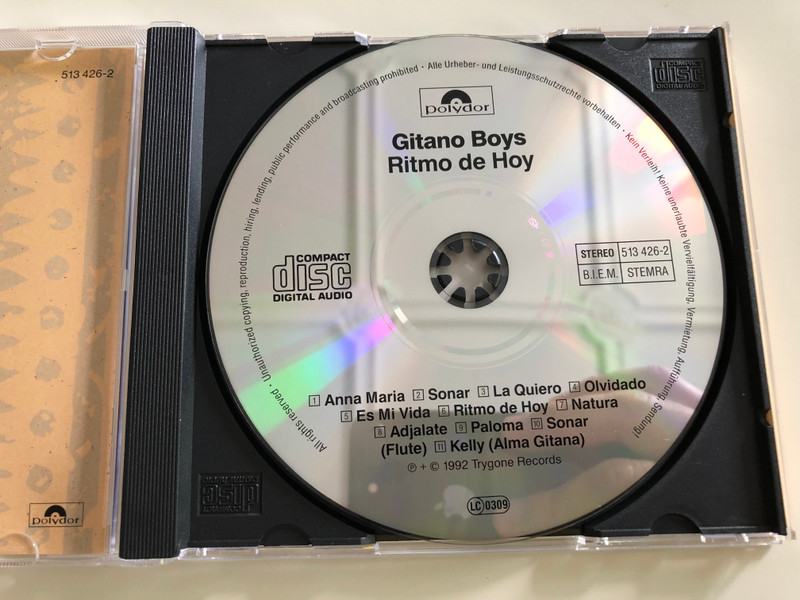 513 426-2
polydor
COMPACT
disc
DIGITAL AUDIO
All rights reserved · Unauthorized copying, reproduction, hiring, lending, public performance and broadcasting prohibited · Alle Urheber- und Leistungsschutzrechte vorbehalten · Kein Verleih! Keine unerlaubte Vervielfältigung, Vermietung, Aufführung, Sendung!
polydor
Gitano Boys
Ritmo de Hoy
COMPACT
disc
DIGITAL AUDIO
STEREO 513 426-2
B.I.E.M. STEMRA
1 Anna Maria 2 Sonar 3 La Quiero 4 Olvidado
5 Es Mi Vida 6 Ritmo de Hoy 7 Natura
8 Adjalate 9 Paloma 10 Sonar
(Flute) 11 Kelly (Alma Gitana)
℗ + © 1992 Trygone Records
LC 0309
disc